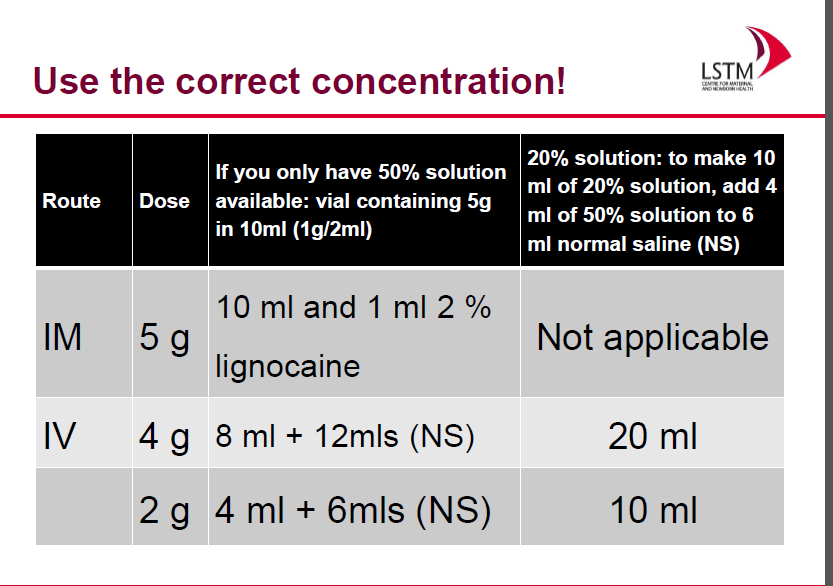 Use the correct concentration!
LSTM
CENTRE FOR MATERNAL
AND NEWBORN HEALTH
Route
Dose
If you only have 50% solution
available: vial containing 5g
in 10ml (1g/2ml)
20% solution: to make 10
ml of 20% solution, add 4
ml of 50% solution to 6
ml normal saline (NS)
IM
5 g
10 ml and 1 ml 2 %
lignocaine
Not applicable
IV
4 g
8 ml + 12mls (NS)
20 ml
2 g
4 ml + 6mls (NS)
10 ml